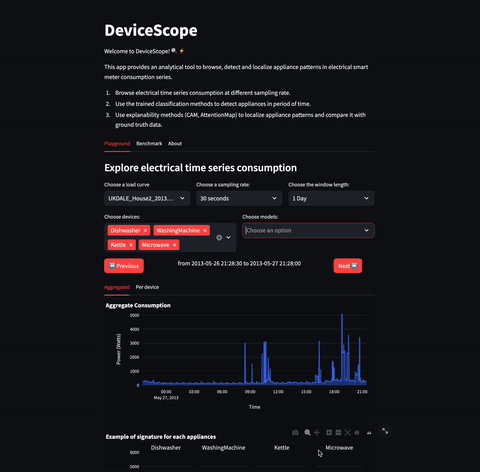 DeviceScope
Welcome to DeviceScope!
This app provides an analytical tool to browse, detect and localize appliance patterns in electrical smart
meter consumption series.
1. Browse electrical time series consumption at different sampling rate.
2. Use the trained classification methods to detect appliances in period of time.
3. Use explanability methods (CAM, AttentionMap) to localize appliance patterns and compare it with
ground truth data.
Playground Benchmark About
Explore electrical time series consumption
Choose a load curve Choose a sampling rate: Choose the window length:
UKDALE_House2_2013... 30 seconds 1 Day
Choose devices: Choose models:
Dishwasher × WashingMachine × Choose an option
Kettle × Microwave ×
Previous from 2013-05-26 21:28:30 to 2013-05-27 21:28:00 Next
Aggregated Per device
Aggregate Consumption
5000
4000
3000
2000
1000
0
Power (Watts)
00:00 03:00 06:00 09:00 12:00 15:00 18:00 21:00
May 27, 2013
Time
Example of signature for each appliances
Dishwasher WashingMachine Kettle Microwave
6000
5000